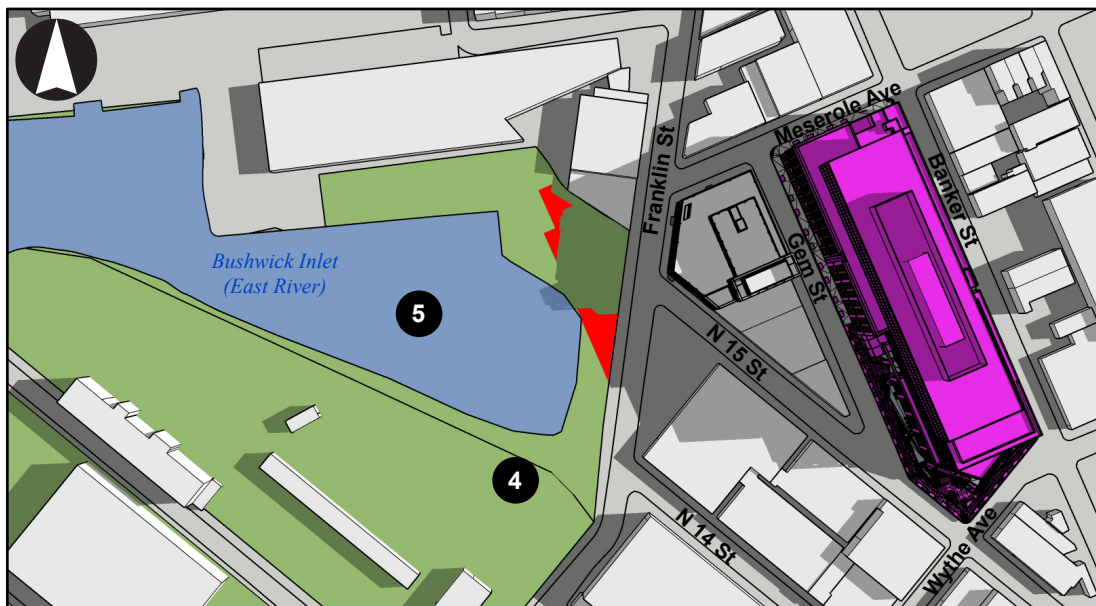 Meserole Ave
Franklin St
Banker St
Gem St
Bushwick Inlet
(East River)
5
N 15 St
4
N 14 St
Wythe Ave